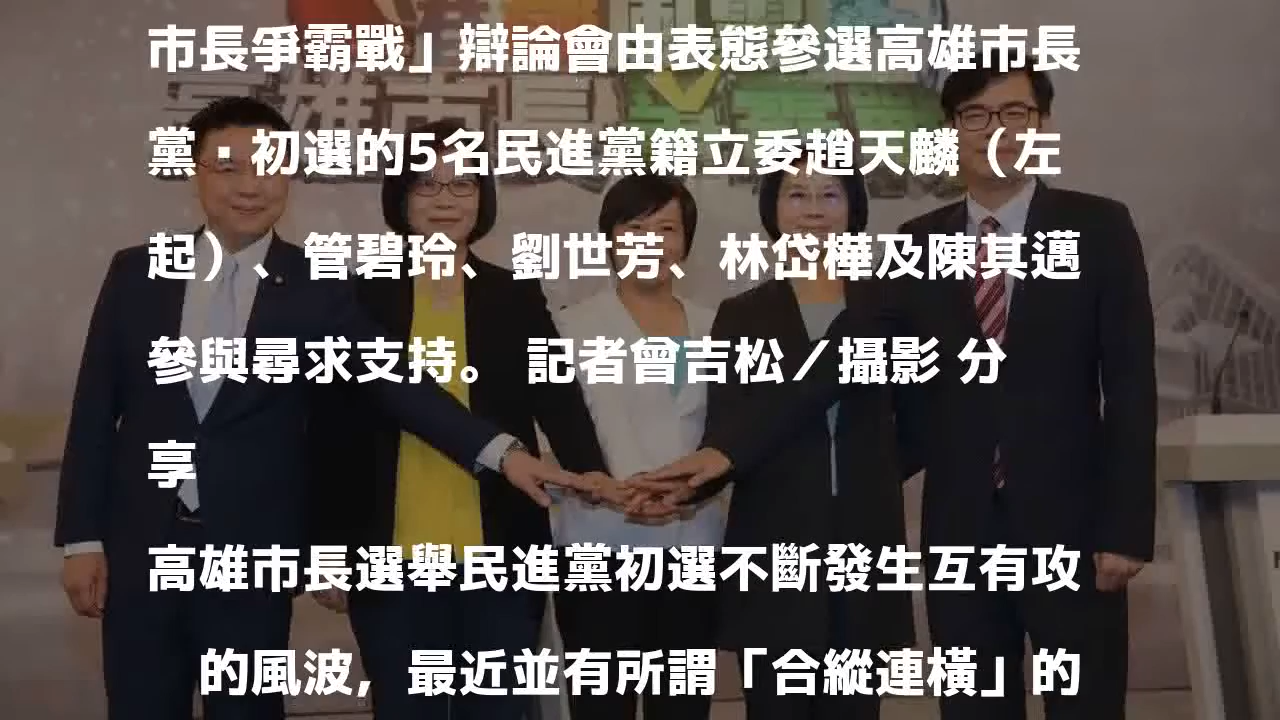 市長爭霸戰」辯論會由表態參選高雄市長
黨・初選的5名民進黨籍立委趙天麟（左
起）、管碧玲、劉世芳、林岱樺及陳其邁
參與尋求支持。 記者曾吉松／攝影 分
享
高雄市長選舉民進黨初選不斷發生互有攻
的風波，最近並有所謂「合縱連橫」的